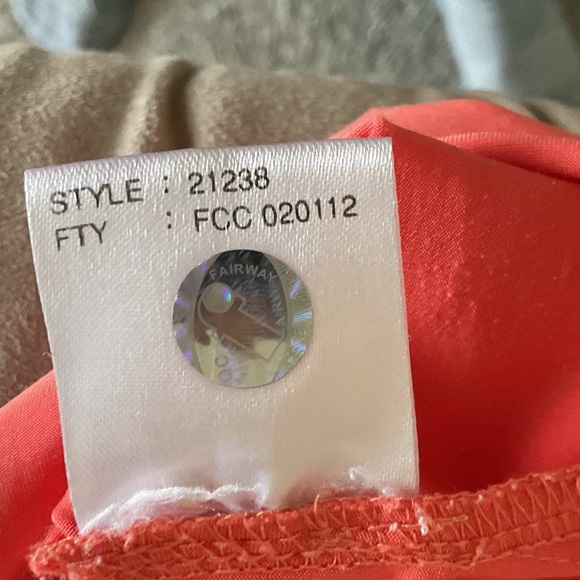 STYLE : 21238
FTY : FCC 020112
FAIRWAY